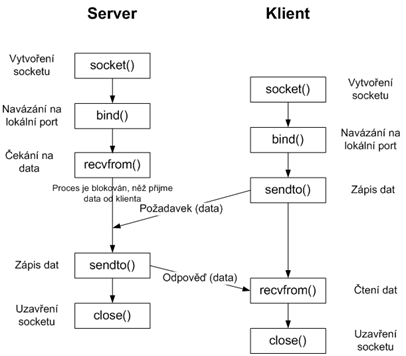 Server
Klient
Vytvoření
socketu
socket()
socket()
Vytvoření
socketu
Navázání na
lokální port
bind()
bind()
Navázání na
lokální port
Čekání na
data
recvfrom()
Proces je blokován, něž přijme
data od klienta
sendto()
Zápis dat
Požadavek (data)
Zápis dat
sendto()
Odpověď (data)
recvfrom()
Čtení dat
Uzavření
socketu
close()
close()
Uzavření
socketu